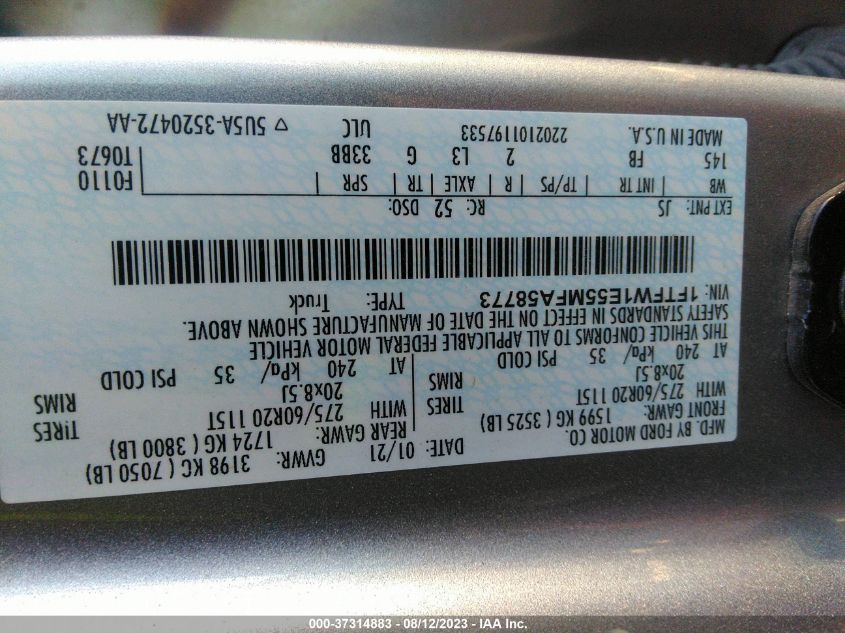 MFD. BY FORD MOTOR CO.
DATE: 01/21 GVWR: 3198 KG ( 7050 LB)
FRONT GAWR: 1599 KG ( 3525 LB) REAR GAWR: 1724 KG ( 3800 LB)
WITH 275/60R20 115T WITH 275/60R20 115T TIRES
20x8.5J 20x8.5J RIMS
AT 240 kPa/ 35 PSI COLD AT 240 kPa/ 35 PSI COLD
THIS VEHICLE CONFORMS TO ALL APPLICABLE FEDERAL MOTOR VEHICLE
SAFETY STANDARDS IN EFFECT ON THE DATE OF MANUFACTURE SHOWN ABOVE.
VIN: 1FTFW1E55MFA58773 TYPE: Truck
EXT PNT: JS RC: 52 DSO:
WB | INT TR | TP/PS | R | AXLE | TR | SPR | F0110
145 FB 2 L3 G 33BB T0673
MADE IN U.S.A. 2202101197533 ULC ▽ 5U5A-3520472-AA
000-37314883 - 08/12/2023 - IAA Inc.